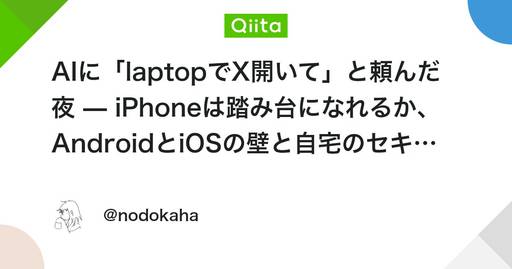 Qiita
AIに「laptopでX開いて」と頼んだ
夜 — iPhoneは踏み台になれるか、
AndroidとiOSの壁と自宅のセキ…
@nodokaha